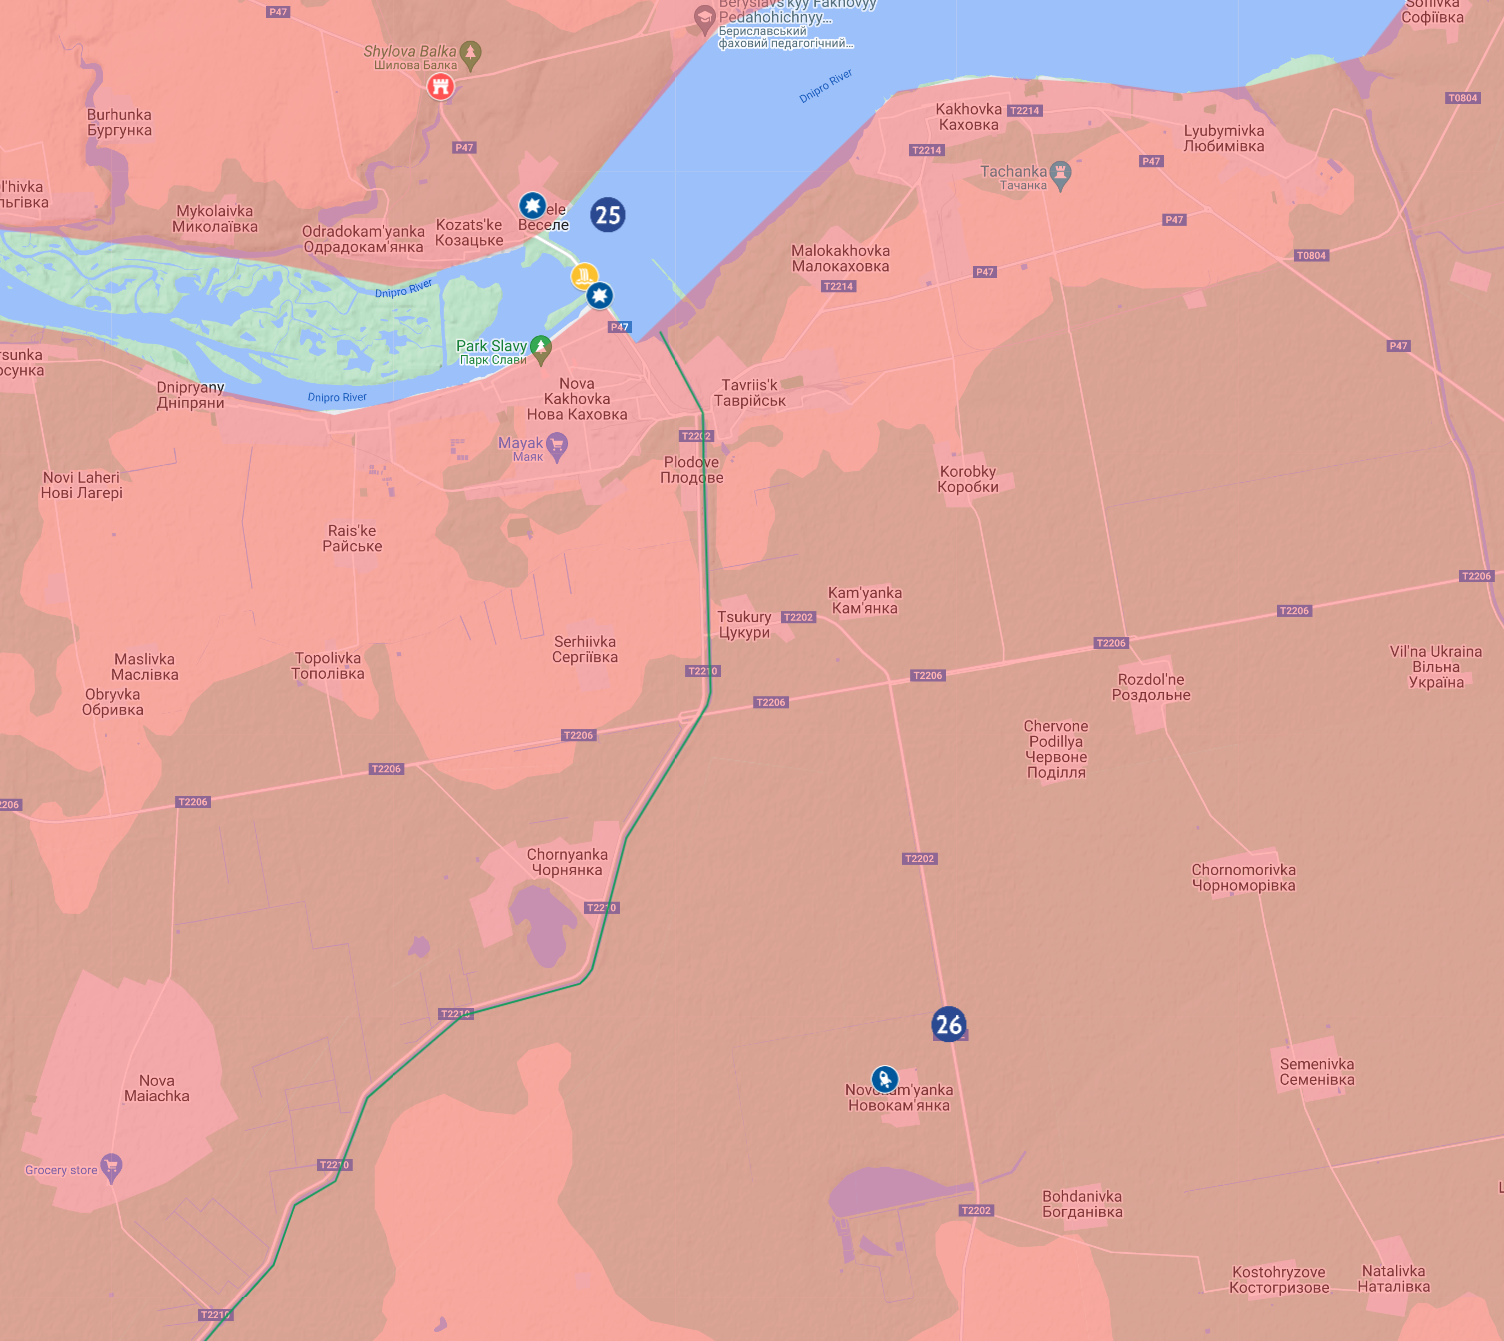 P47
Beryslavs'kyy Fakhovyy
Pedahohichnyy...
Бериславський
фаховий педагогічний...
Sofiivka
Софіївка
Shylova Balka
Шилова Балка
Dnipro River
T0804
Burhunka
Бургунка
Kakhovka
Каховка
T2214
Lyubymivka
Любимівка
P47
T2214
P47
Tachanka
Тачанка
l'hivka
льгівка
Mykolaivka
Миколаївка
Odradokam'yanka
Одрадокам'янка
Kozats'ke
Козацьке
ele
Веселе
25
P47
Malokakhovka
Малокаховка
T0804
P47
T2214
Dnipro River
P47
P47
rsunka
осунка
Park Slavy
Парк Слави
Dnipryany
Дніпряни
Dnipro River
Nova
Kakhovka
Нова Каховка
Tavriis'k
Таврійськ
T2202
Mayak
Маяк
Plodove
Плодове
Korobky
Коробки
Novi Laheri
Нові Лагері
Rais'ke
Райське
T2206
Kam'yanka
Кам'янка
T2206
Tsukury
Цукури
T2202
Serhiivka
Сергіївка
T2206
Maslivka
Маслівка
Topolivka
Тополівка
T2210
T2206
Rozdol'ne
Роздольне
Vil'na Ukraina
Вільна
Україна
Obryvka
Обривка
T2206
T2206
Chervone
Podillya
Червоне
Поділля
T2206
T2206
2206
Chornyanka
Чорнянка
T2202
Chornomorivka
Чорноморівка
T2210
T2210
26
Nova
Maiachka
Novokam'yanka
Новокам'янка
Semenivka
Семенівка
Grocery store
T2210
Bohdanivka
Богданівка
T2202
Kostohryzove
Костогризове
Natalivka
Наталівка
T2210